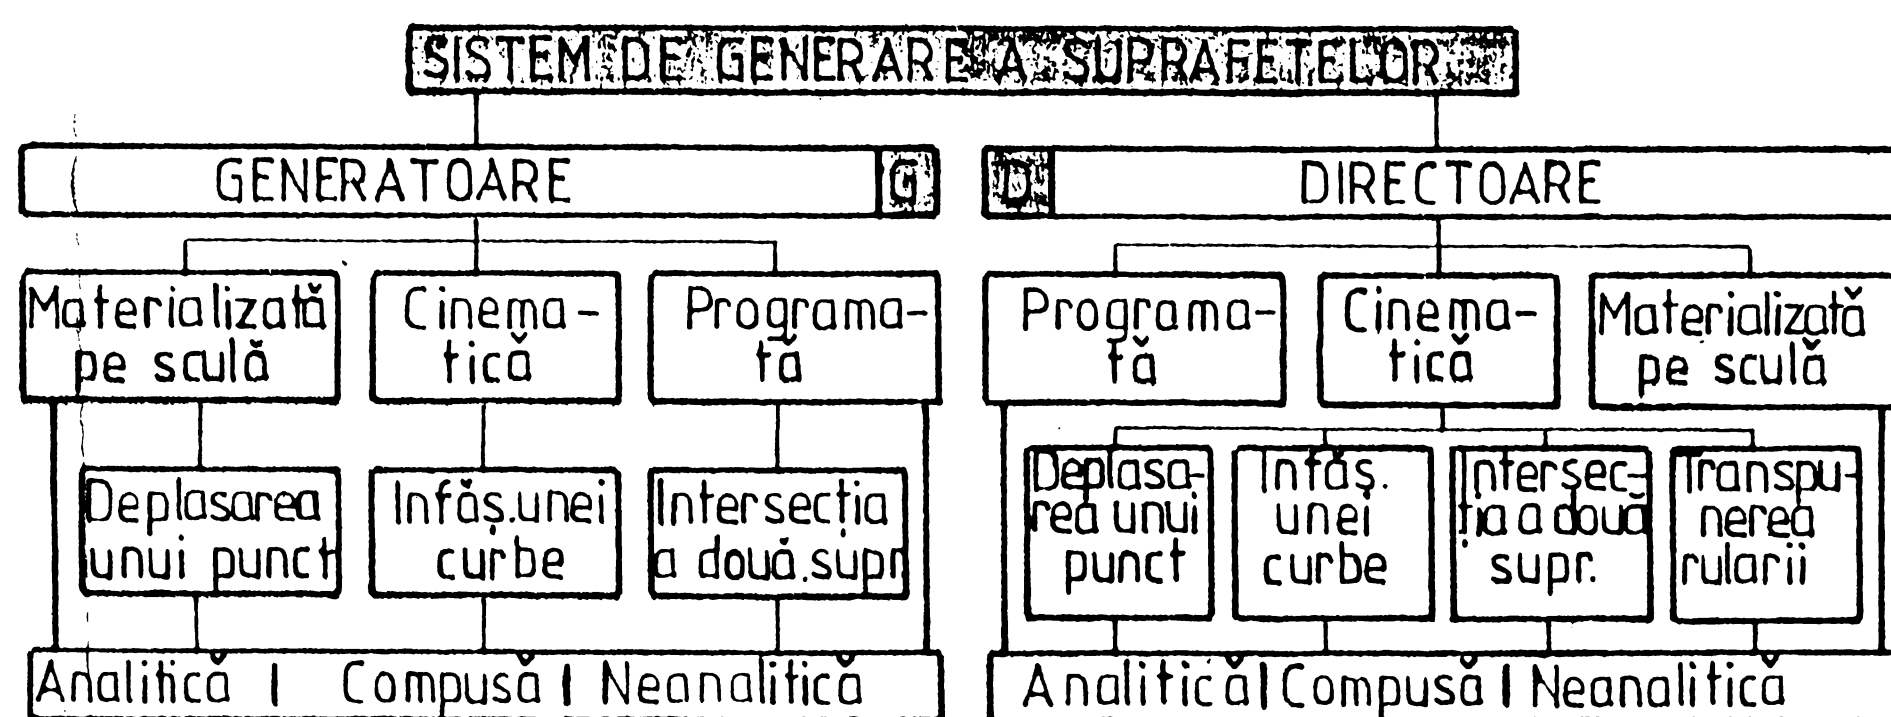 SISTEM DE GENERARE A SUPRAFETELOR
GENERATOARE G
D DIRECTOARE
Materializată
pe sculă
Cinema-
tică
Programa-
tă
Programa-
tă
Cinema-
tică
Materializată
pe sculă
Deplasarea
unui punct
Infăș.unei
curbe
Intersecția
a două.supr
Deplasa-
rea unui
punct
Infăș.
unei
curbe
Intersec-
ția a două
supr.
Transpu-
nerea
rularii
Analitică | Compusă | Neanalitică
Analitică | Compusă | Neanalitică